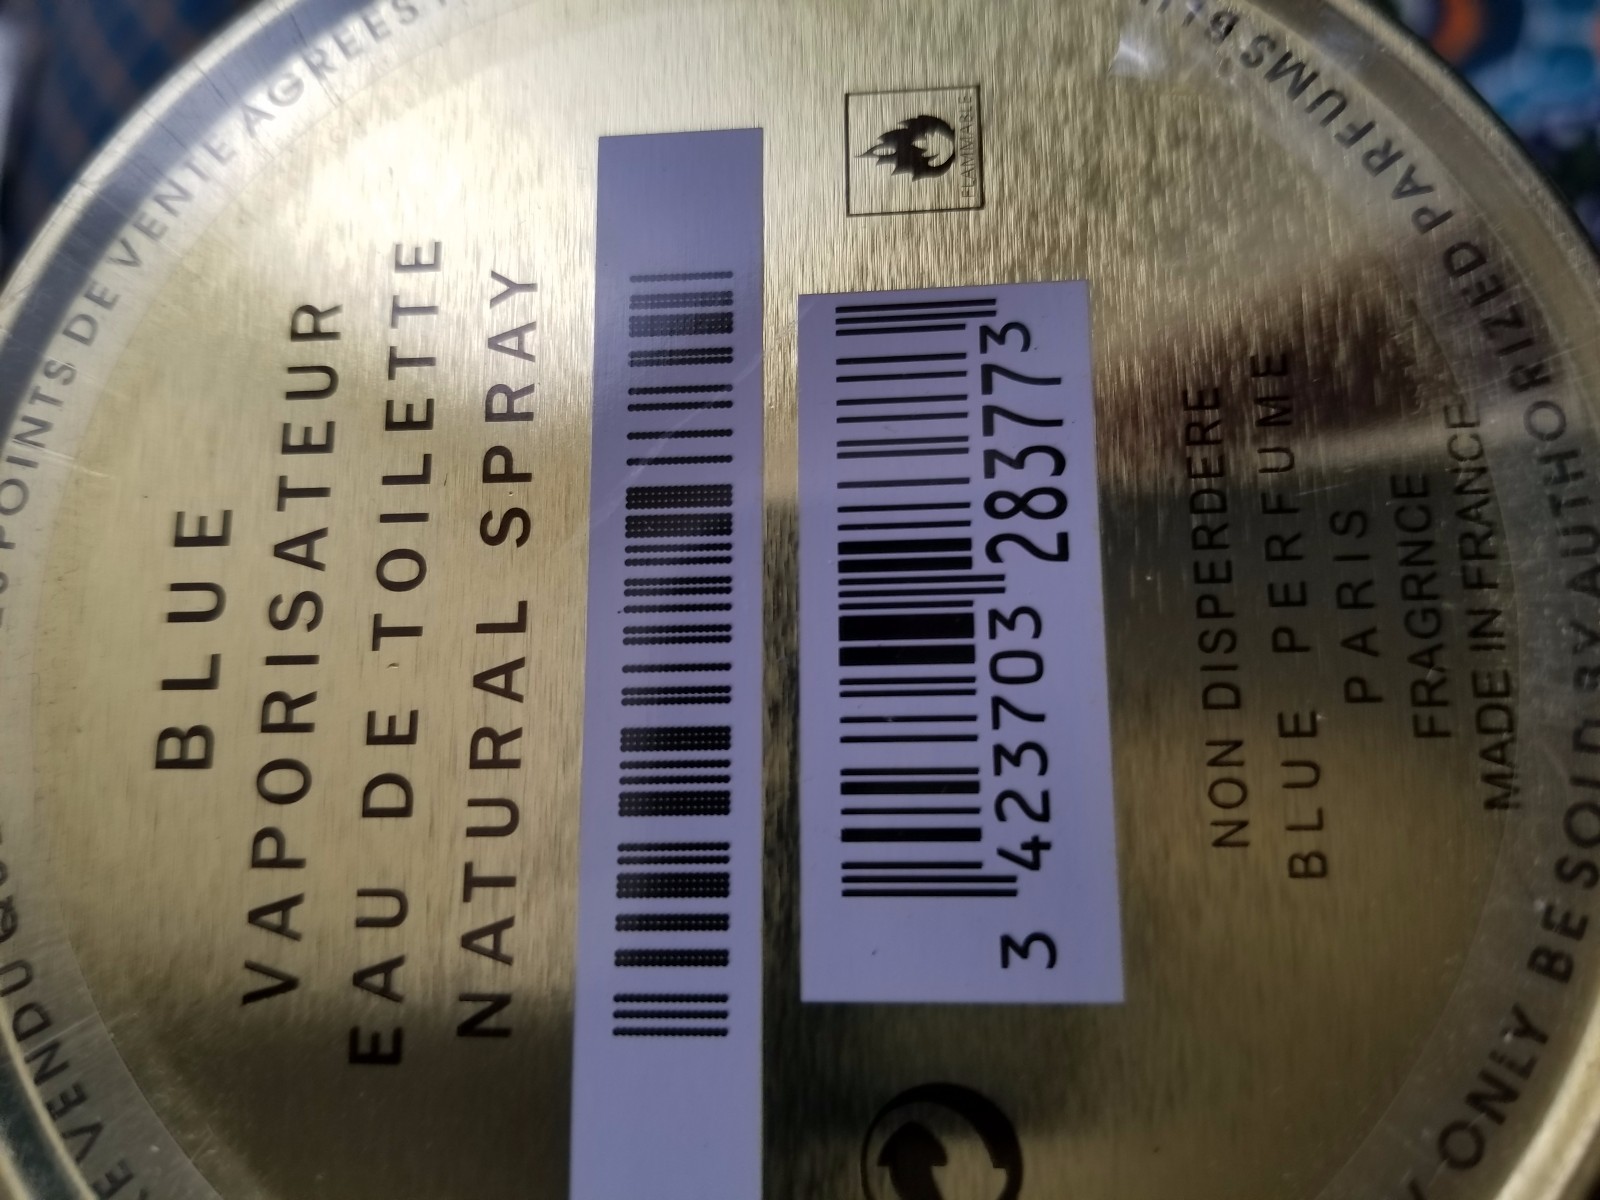 BLUE
VAPORISATEUR
EAU DE TOILETTE
NATURAL SPRAY
FLAMMABLE
3 423703 283773
NON DISPERDERE
BLUE PERFUME
PARIS
FRAGRNCE
MADE IN FRANCE
POINTS DE VENTE AGREES
ONLY BE SOLD BY AUTHORIZED PARFUMS